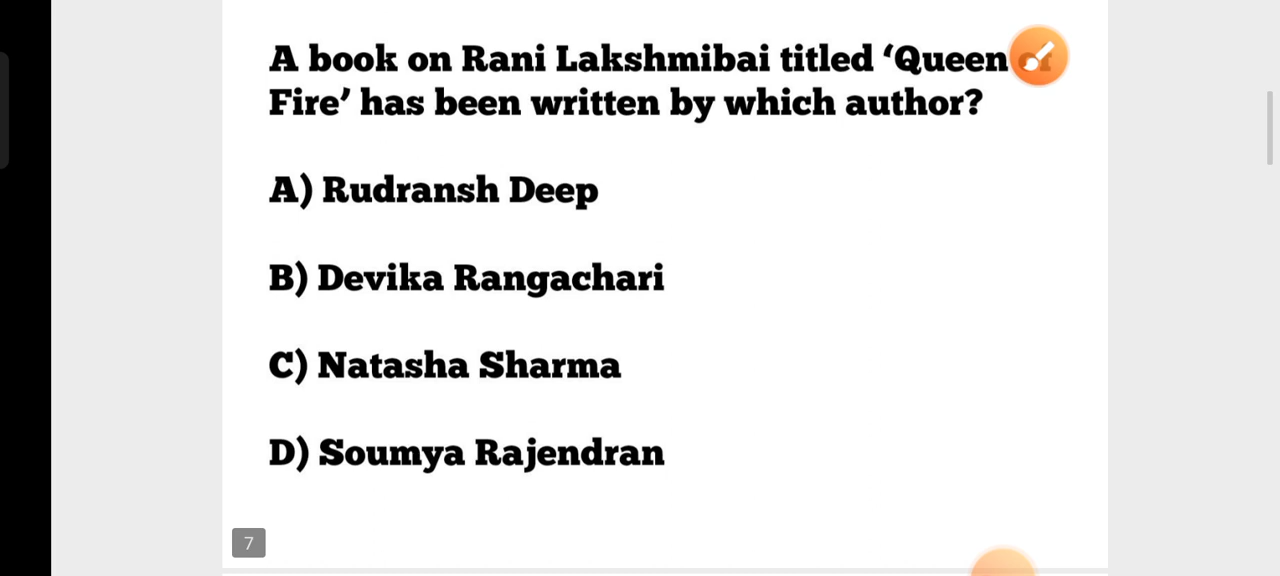 A book on Rani Lakshmibai titled ‘Queen of
Fire’ has been written by which author?
A) Rudransh Deep
B) Devika Rangachari
C) Natasha Sharma
D) Soumya Rajendran
7